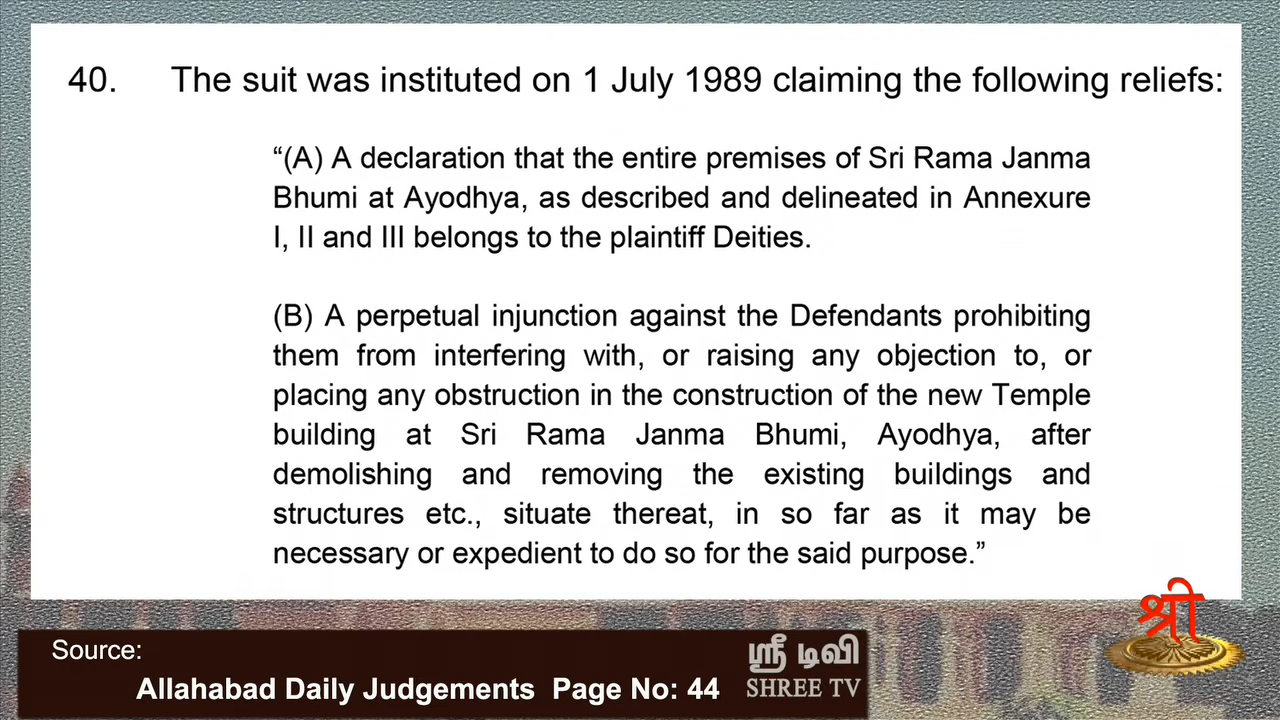 40. The suit was instituted on 1 July 1989 claiming the following reliefs:
“(A) A declaration that the entire premises of Sri Rama Janma
Bhumi at Ayodhya, as described and delineated in Annexure
I, II and III belongs to the plaintiff Deities.
(B) A perpetual injunction against the Defendants prohibiting
them from interfering with, or raising any objection to, or
placing any obstruction in the construction of the new Temple
building at Sri Rama Janma Bhumi, Ayodhya, after
demolishing and removing the existing buildings and
structures etc., situate thereat, in so far as it may be
necessary or expedient to do so for the said purpose.”
श्री
Source:
Allahabad Daily Judgements Page No: 44
ஸ்ரீ டிவி
SHREE TV